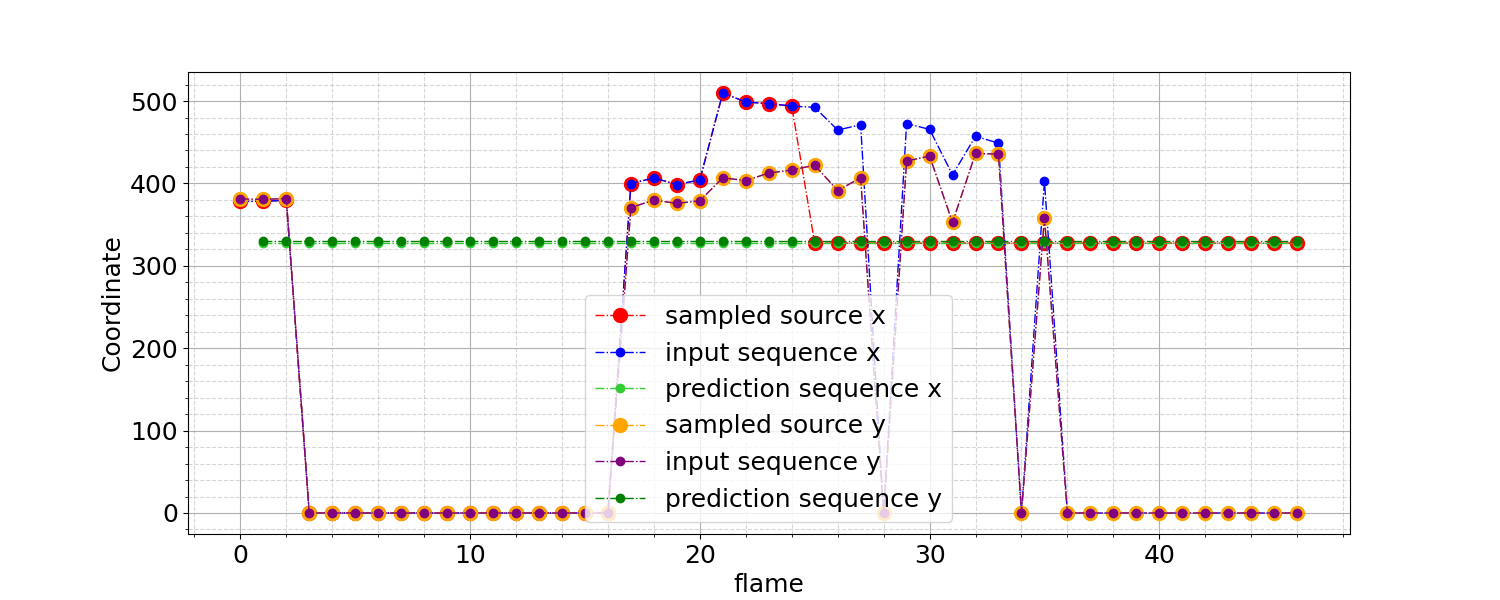 500
400
300
200
100
0
Coordinate
sampled source x
input sequence x
prediction sequence x
sampled source y
input sequence y
prediction sequence y
0 10 20 30 40
flame